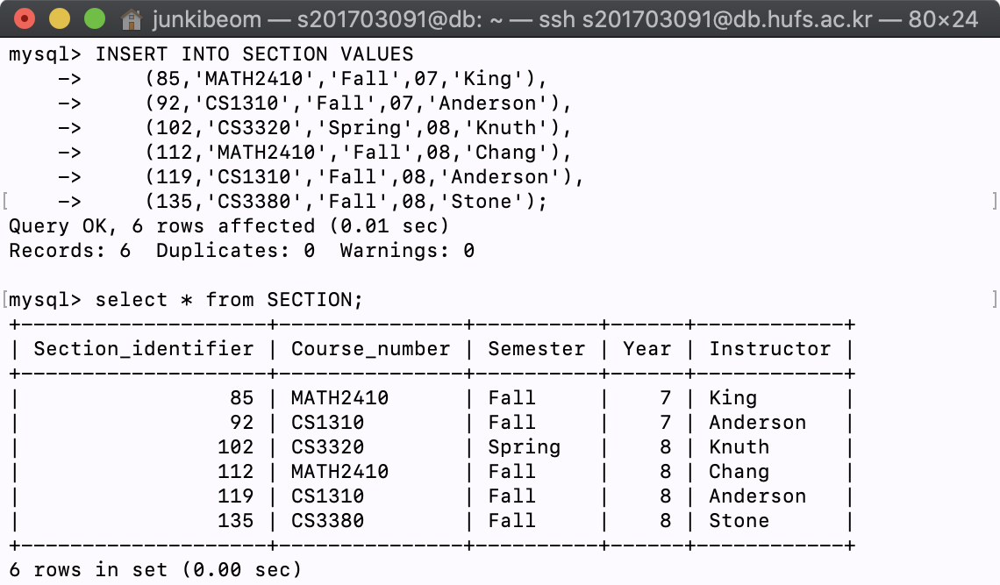 junkibeom — s201703091@db: ~ — ssh s201703091@db.hufs.ac.kr — 80×24
mysql> INSERT INTO SECTION VALUES
    ->     (85,'MATH2410','Fall',07,'King'),
    ->     (92,'CS1310','Fall',07,'Anderson'),
    ->     (102,'CS3320','Spring',08,'Knuth'),
    ->     (112,'MATH2410','Fall',08,'Chang'),
    ->     (119,'CS1310','Fall',08,'Anderson'),
[    ->     (135,'CS3380','Fall',08,'Stone'); ]
Query OK, 6 rows affected (0.01 sec)
Records: 6  Duplicates: 0  Warnings: 0
[mysql> select * from SECTION; ]
+--------------------+---------------+----------+------+------------+
| Section_identifier | Course_number | Semester | Year | Instructor |
+--------------------+---------------+----------+------+------------+
|                 85 | MATH2410      | Fall     |    7 | King       |
|                 92 | CS1310        | Fall     |    7 | Anderson   |
|                102 | CS3320        | Spring   |    8 | Knuth      |
|                112 | MATH2410      | Fall     |    8 | Chang      |
|                119 | CS1310        | Fall     |    8 | Anderson   |
|                135 | CS3380        | Fall     |    8 | Stone      |
+--------------------+---------------+----------+------+------------+
6 rows in set (0.00 sec)